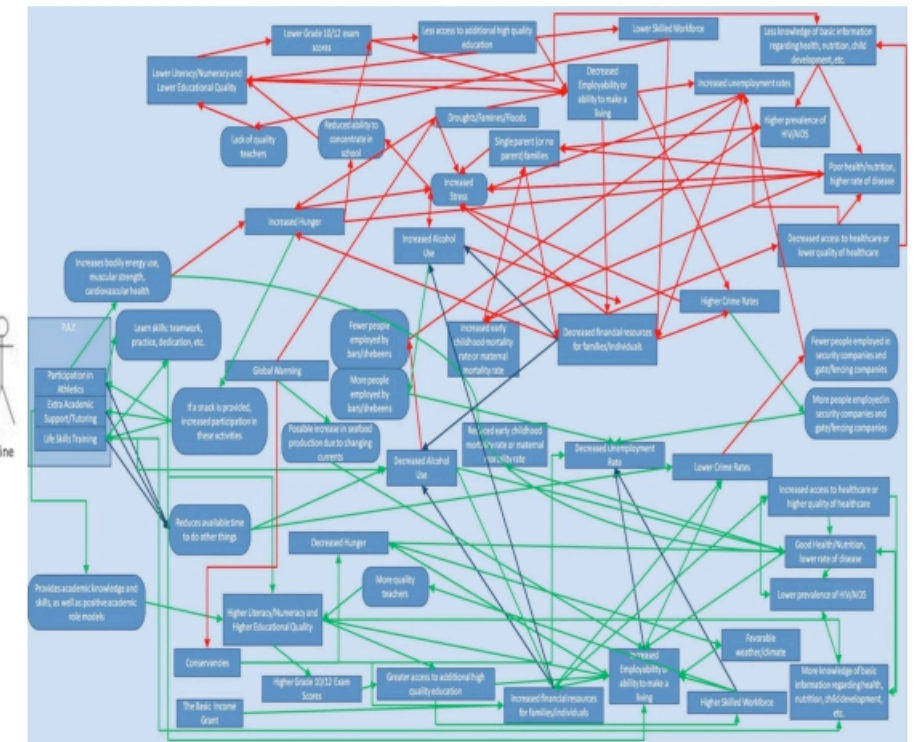 Lower Grade 10/12 exam
scores
Less access to additional high quality
education
Lower Skilled Workforce
Less knowledge of basic information
regarding health, nutrition, child
development, etc.
Lower Literacy/Numeracy and
Lower Educational Quality
Decreased
Employability or
ability to make a
living
Increased unemployment rates
Droughts/Famines/Floods
Higher prevalence of
HIV/AIDS
Lack of quality
teachers
Reduced ability to
concentrate in
school
Single parent (or no
parent) families
Poor health/nutrition,
higher rate of disease
Increased
Stress
Increased Hunger
Increased Alcohol
Use
Decreased access to healthcare or
lower quality of healthcare
Increases bodily energy use,
muscular strength,
cardiovascular health
Higher Crime Rates
P.A.Y.
Learn skills: teamwork,
practice, dedication, etc.
Fewer people
employed by
bars/shebeens
Increased early
childhood mortality
rate or maternal
mortality rate
Decreased financial resources
for families/individuals
Fewer people employed in
security companies and
gate/fencing companies
Global Warming
Participation in
Athletics
Extra Academic
Support/Tutoring
Life Skills Training
More people
employed by
bars/shebeens
If a snack is provided,
increased participation in
these activities
Possible increase in seafood
production due to changing
currents
More people employed in
security companies and
gate/fencing companies
ine
Reduced early childhood
mortality rate or maternal
mortality rate
Decreased Unemployment
Rate
Decreased Alcohol
Use
Lower Crime Rates
Increased access to healthcare or
higher quality of healthcare
Reduces available time
to do other things
Decreased Hunger
Good Health/Nutrition,
lower rate of disease
More quality
teachers
Lower prevalence of HIV/AIDS
Provides academic knowledge and
skills, as well as positive academic
role models
Higher Literacy/Numeracy and
Higher Educational Quality
Favorable
weather/climate
Conservancies
Increased
Employability or
ability to make a
living
Higher Grade 10/12 Exam
Scores
Greater access to additional high
quality education
More knowledge of basic
information regarding health,
nutrition, child development,
etc.
Increased financial resources
for families/individuals
Higher Skilled Workforce
The Basic Income
Grant